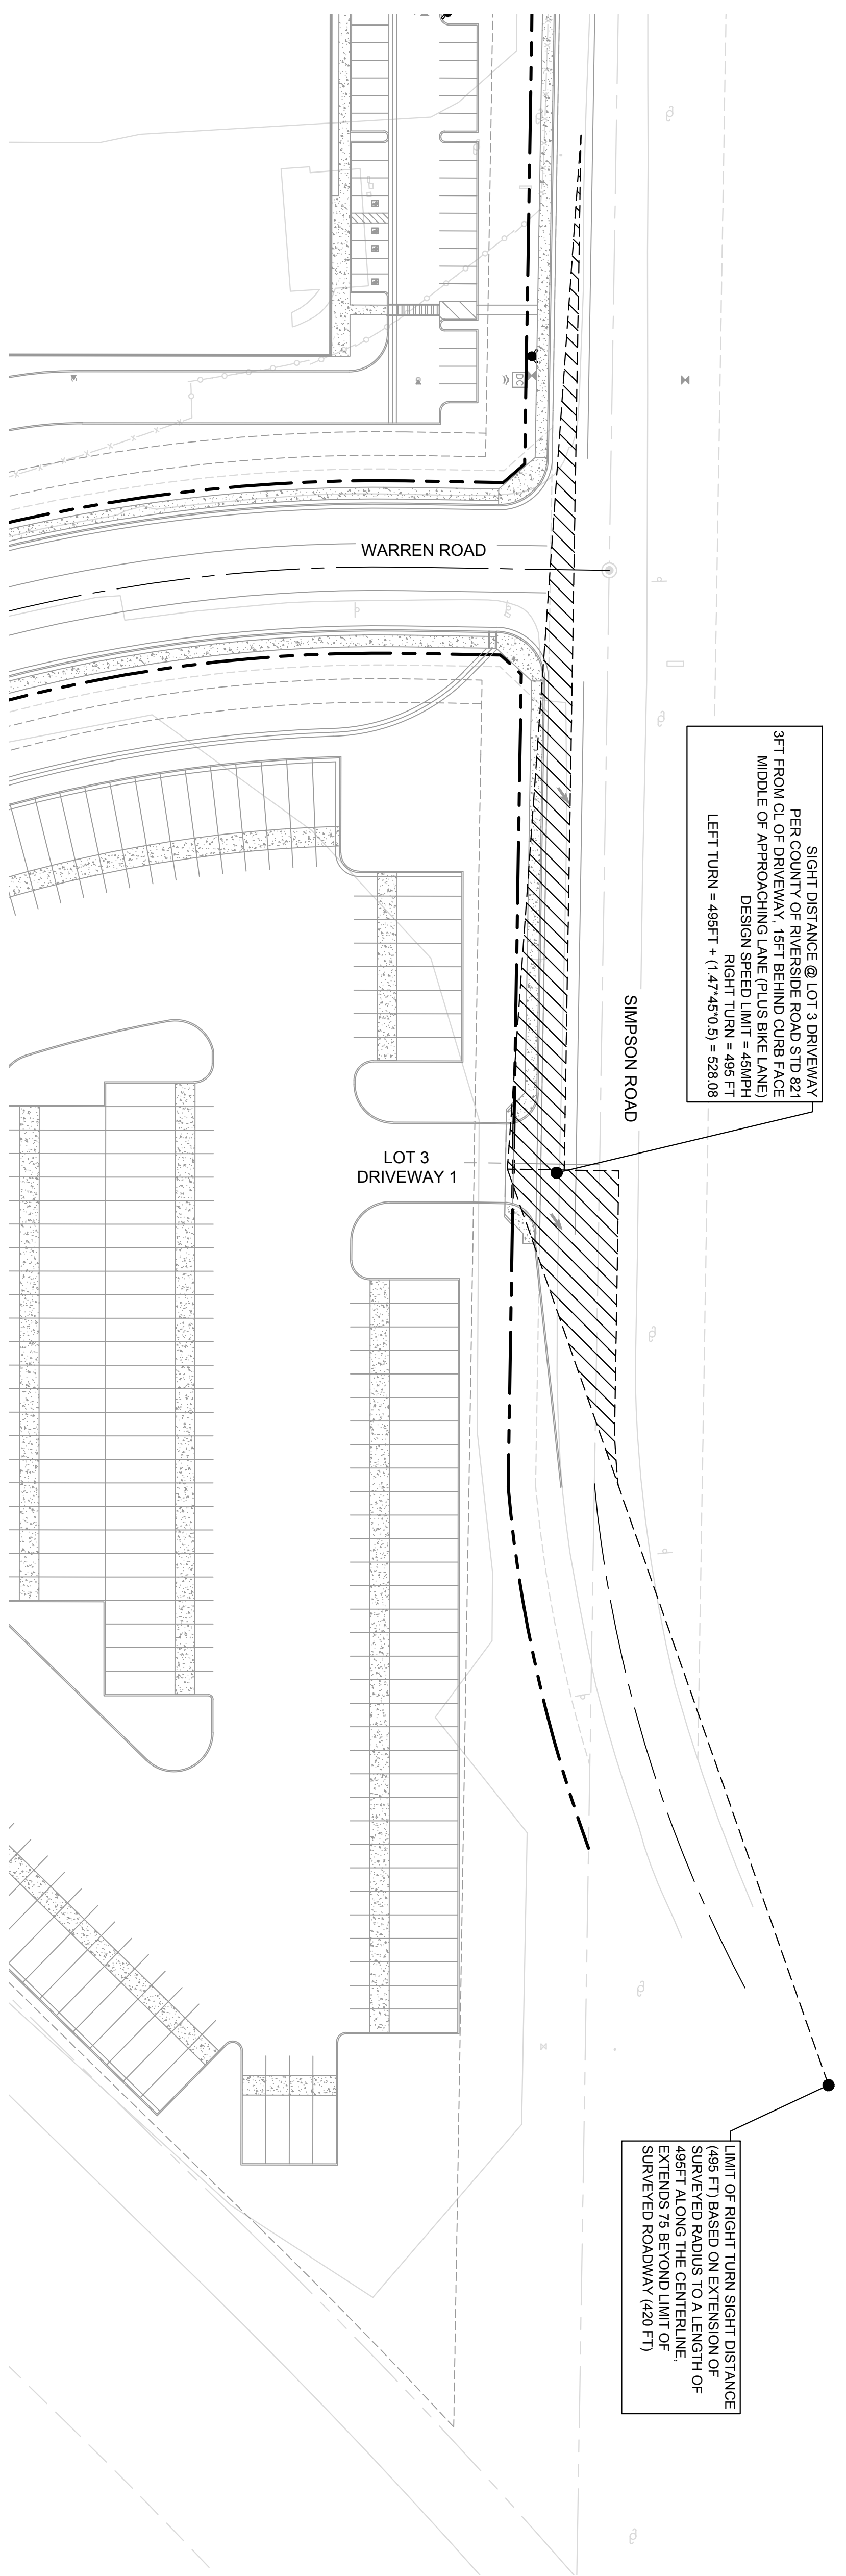 DC
WARREN ROAD
SIGHT DISTANCE @ LOT 3 DRIVEWAY
PER COUNTY OF RIVERSIDE ROAD STD 821
3FT FROM CL OF DRIVEWAY, 15FT BEHIND CURB FACE
MIDDLE OF APPROACHING LANE (PLUS BIKE LANE)
DESIGN SPEED LIMIT = 45MPH
RIGHT TURN = 495 FT
LEFT TURN = 495FT + (1.47*45*0.5) = 528.08
SIMPSON ROAD
LOT 3
DRIVEWAY 1
LIMIT OF RIGHT TURN SIGHT DISTANCE
(495 FT) BASED ON EXTENSION OF
SURVEYED RADIUS TO A LENGTH OF
495FT ALONG THE CENTERLINE,
EXTENDS 75 BEYOND LIMIT OF
SURVEYED ROADWAY (420 FT)